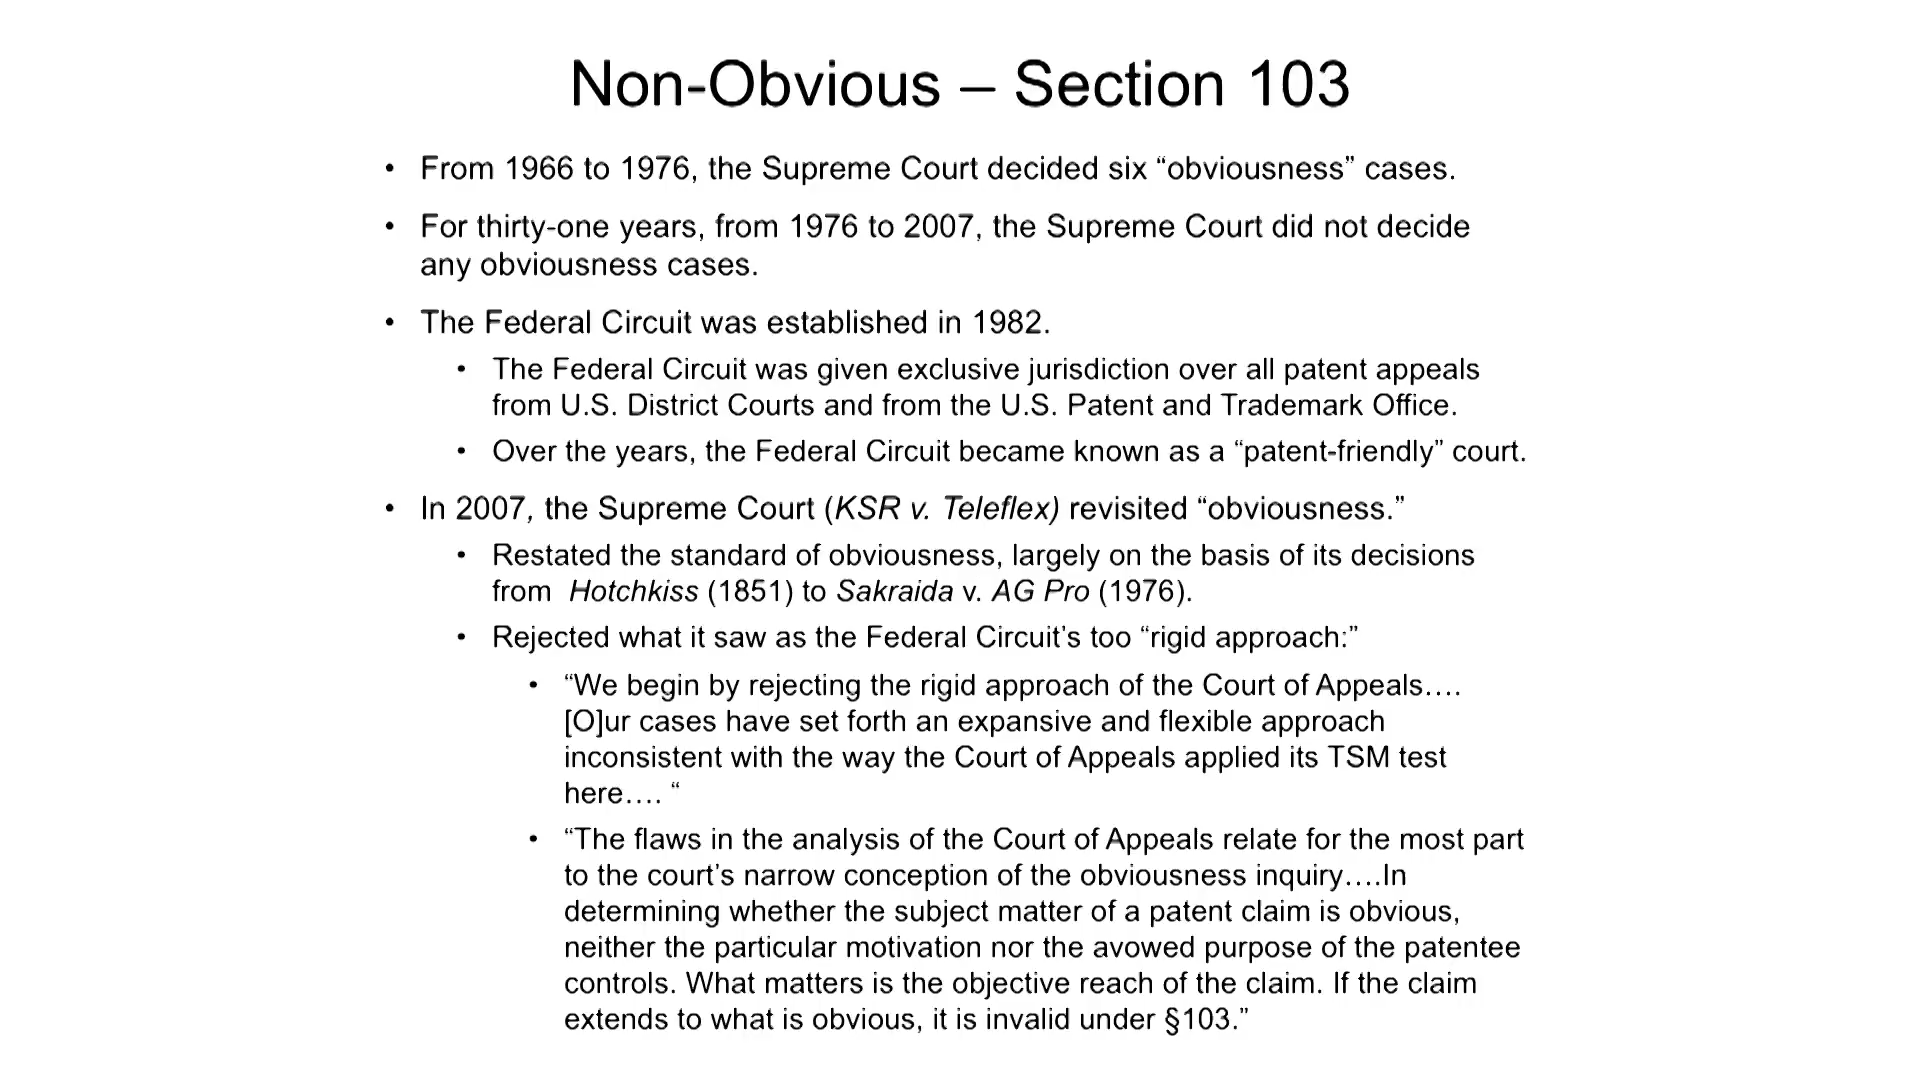 Non-Obvious – Section 103
• From 1966 to 1976, the Supreme Court decided six “obviousness” cases.
• For thirty-one years, from 1976 to 2007, the Supreme Court did not decide
any obviousness cases.
• The Federal Circuit was established in 1982.
• The Federal Circuit was given exclusive jurisdiction over all patent appeals
from U.S. District Courts and from the U.S. Patent and Trademark Office.
• Over the years, the Federal Circuit became known as a “patent-friendly” court.
• In 2007, the Supreme Court (KSR v. Teleflex) revisited “obviousness.”
• Restated the standard of obviousness, largely on the basis of its decisions
from Hotchkiss (1851) to Sakraida v. AG Pro (1976).
• Rejected what it saw as the Federal Circuit’s too “rigid approach:”
• “We begin by rejecting the rigid approach of the Court of Appeals….
[O]ur cases have set forth an expansive and flexible approach
inconsistent with the way the Court of Appeals applied its TSM test
here…. “
• “The flaws in the analysis of the Court of Appeals relate for the most part
to the court’s narrow conception of the obviousness inquiry….In
determining whether the subject matter of a patent claim is obvious,
neither the particular motivation nor the avowed purpose of the patentee
controls. What matters is the objective reach of the claim. If the claim
extends to what is obvious, it is invalid under §103.”